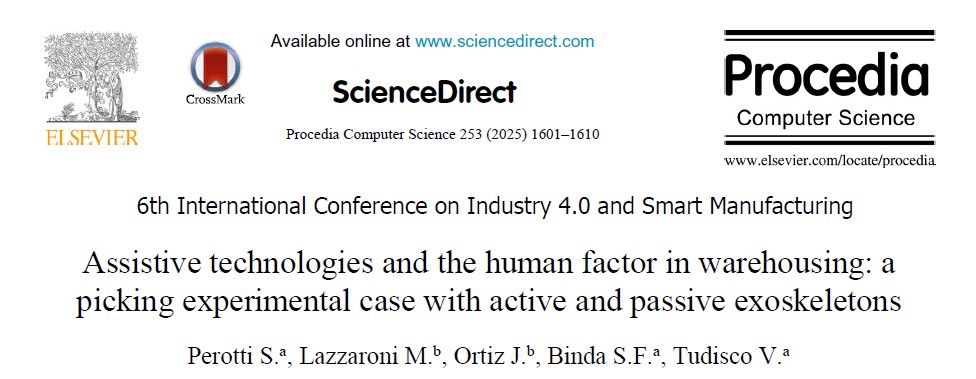 ELSEVIER
CrossMark
Available online at www.sciencedirect.com
ScienceDirect
Procedia Computer Science 253 (2025) 1601–1610
Procedia
Computer Science
www.elsevier.com/locate/procedia
6th International Conference on Industry 4.0 and Smart Manufacturing
Assistive technologies and the human factor in warehousing: a
picking experimental case with active and passive exoskeletons
Perotti S.ᵃ, Lazzaroni M.ᵇ, Ortiz J.ᵇ, Binda S.F.ᵃ, Tudisco V.ᵃ